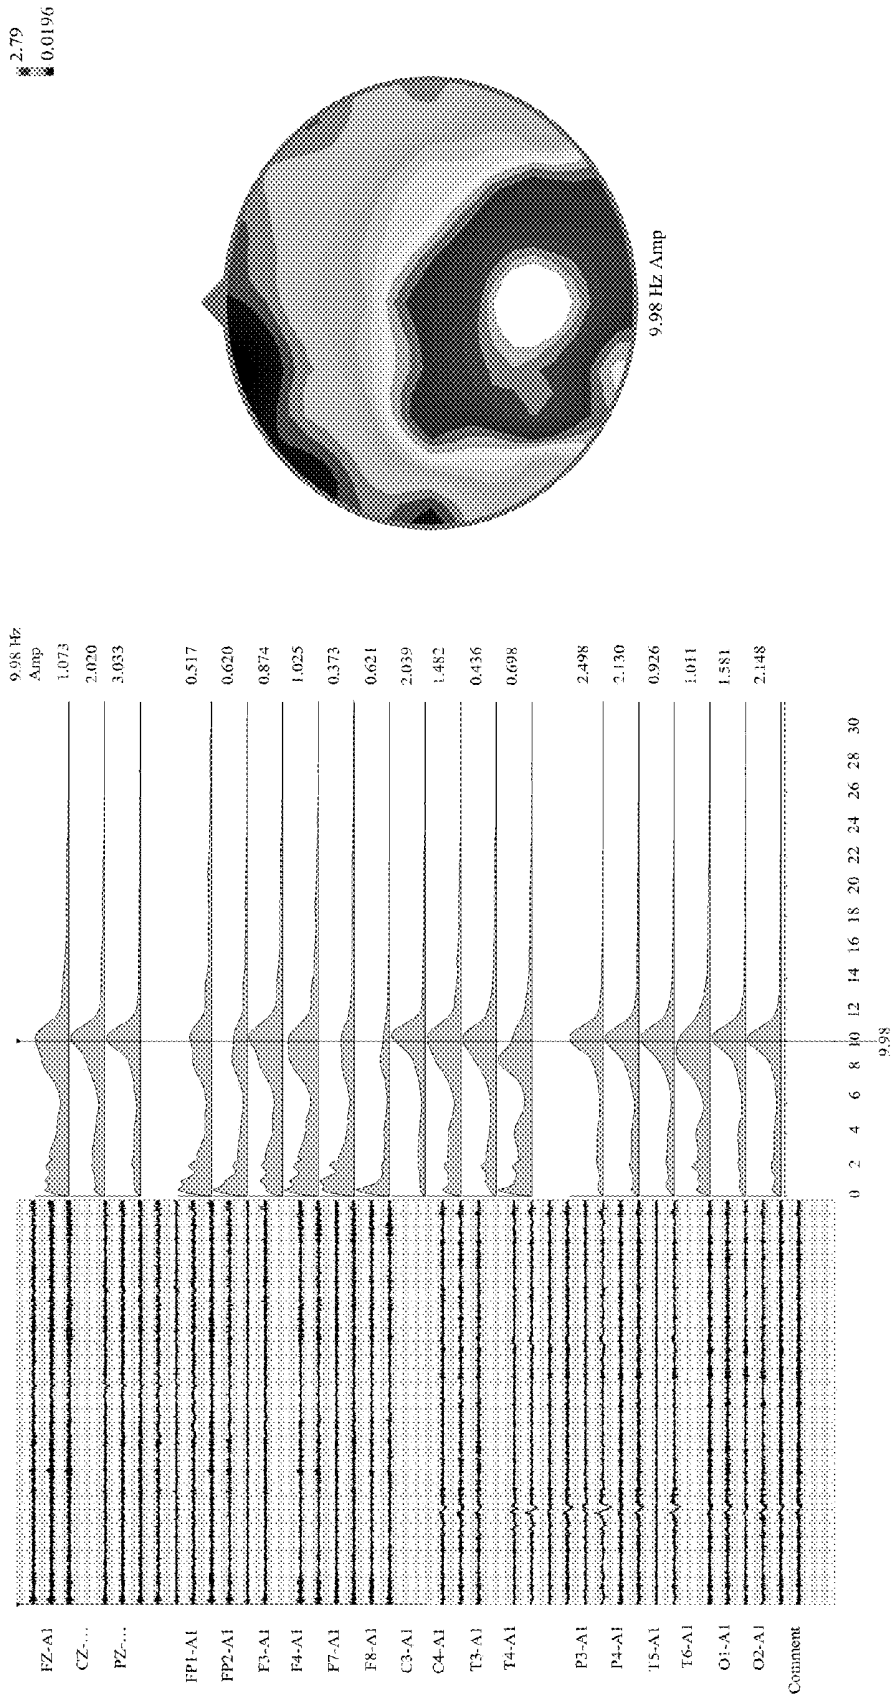 9.98 Hz
Amp
FZ-A1 1.073
CZ-... 2.020
PZ-... 3.033
FP1-A1 0.517
FP2-A1 0.620
F3-A1 0.874
F4-A1 1.025
F7-A1 0.373
F8-A1 0.621
C3-A1 2.039
C4-A1 1.482
T3-A1 0.436
T4-A1 0.698
P3-A1 2.498
P4-A1 2.130
T5-A1 0.926
T6-A1 1.011
O1-A1 1.581
O2-A1 2.148
Comment
0 2 4 6 8 10 12 14 16 18 20 22 24 26 28 30
9.98
2.79
0.0196
9.98 Hz Amp